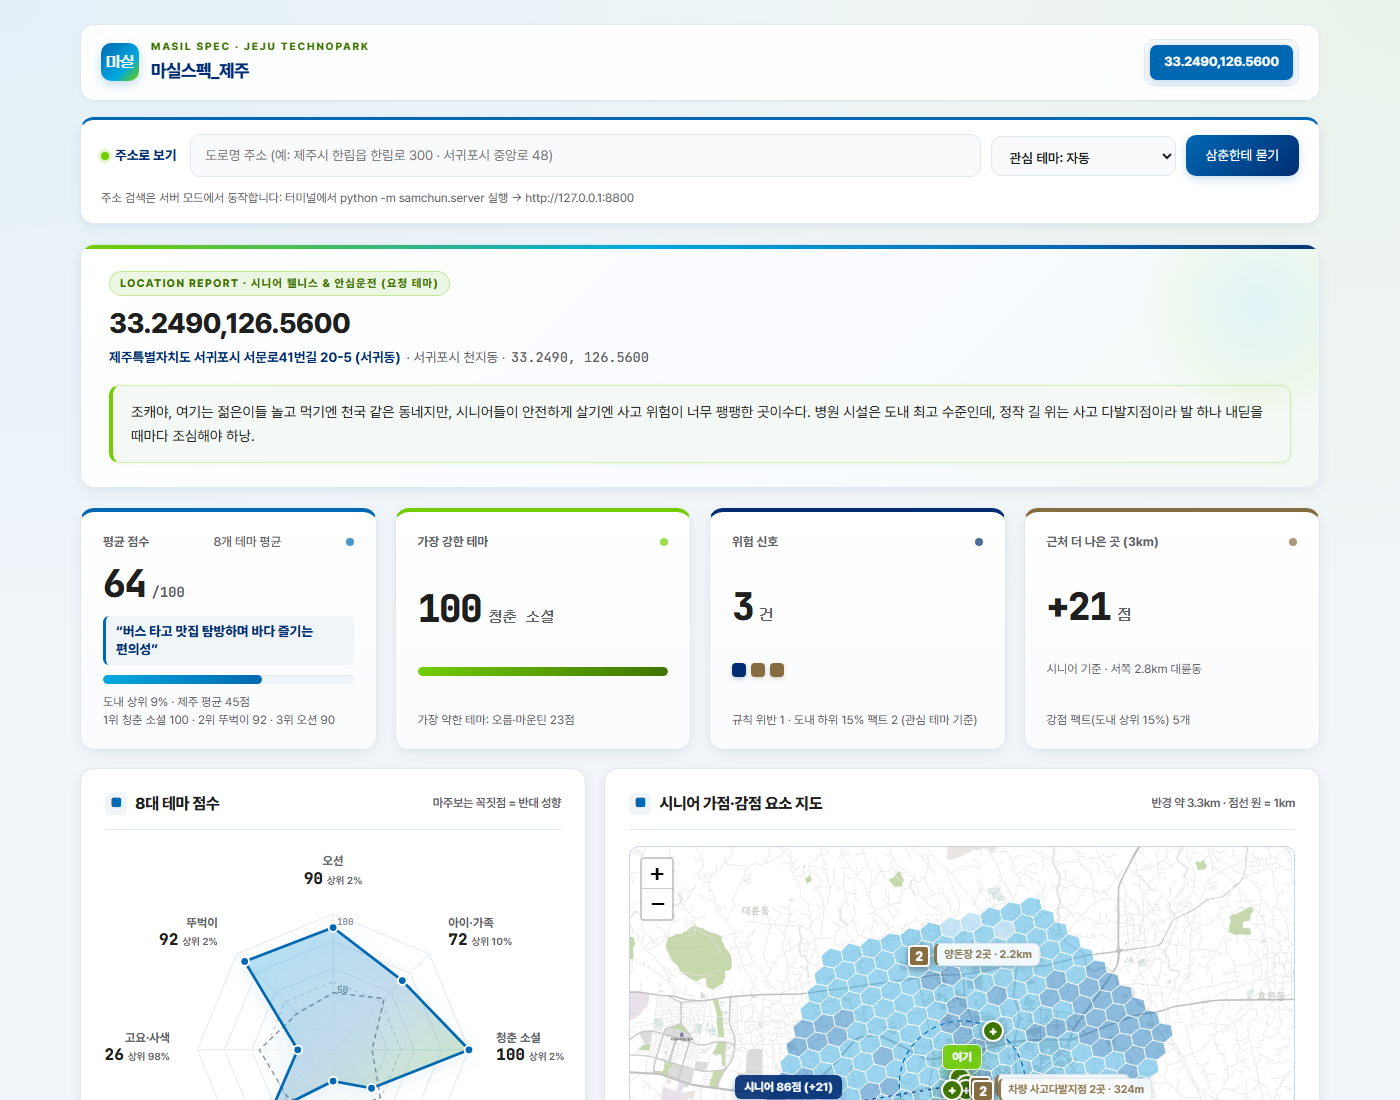 마실
MASIL SPEC · JEJU TECHNOPARK
마실스펙_제주
33.2490,126.5600
주소로 보기
도로명 주소 (예: 제주시 한림읍 한림로 300 · 서귀포시 중앙로 48)
관심 테마: 자동
삼춘한테 묻기
주소 검색은 서버 모드에서 동작합니다: 터미널에서 python -m samchun.server 실행 → http://127.0.0.1:8800
LOCATION REPORT · 시니어 웰니스 & 안심운전 (요청 테마)
33.2490,126.5600
제주특별자치도 서귀포시 서문로41번길 20-5 (서귀동) · 서귀포시 천지동 · 33.2490, 126.5600
조캐야, 여기는 젊은이들 놀고 먹기엔 천국 같은 동네지만, 시니어들이 안전하게 살기엔 사고 위험이 너무 팽팽한 곳이수다. 병원 시설은 도내 최고 수준인데, 정작 길 위는 사고 다발지점이라 발 하나 내딛을
때마다 조심해야 하낭.
평균 점수
8개 테마 평균
64 /100
“버스 타고 맛집 탐방하며 바다 즐기는
편의성”
도내 상위 9% · 제주 평균 45점
1위 청춘 소셜 100 · 2위 뚜벅이 92 · 3위 오션 90
가장 강한 테마
100 청춘 소셜
가장 약한 테마: 오름·마운틴 23점
위험 신호
3 건
규칙 위반 1 · 도내 하위 15% 팩트 2 (관심 테마 기준)
근처 더 나은 곳 (3km)
+21 점
시니어 기준 · 서쪽 2.8km 대륜동
강점 팩트(도내 상위 15%) 5개
8대 테마 점수
마주보는 꼭짓점 = 반대 성향
오션
90 상위 2%
뚜벅이
92 상위 2%
아이·가족
72 상위 10%
100
50
고요·사색
26 상위 98%
청춘 소셜
100 상위 2%
시니어 가점·감점 요소 지도
반경 약 3.3km · 점선 원 = 1km
+
−
대륜동
2
양돈장 2곳 · 2.2km
효돈동
+
여기
시니어 86점 (+21)
+
2
차량 사고다발지점 2곳 · 324m